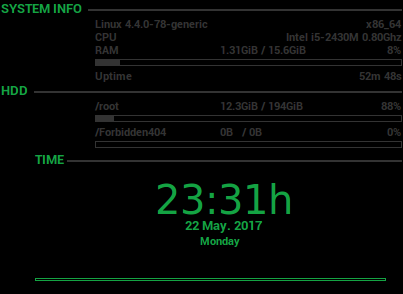 SYSTEM INFO
Linux 4.4.0-78-generic x86_64
CPU Intel i5-2430M 0.80Ghz
RAM 1.31GiB / 15.6GiB 8%
Uptime 52m 48s
HDD
/root 12.3GiB / 194GiB 88%
/Forbidden404 0B / 0B 0%
TIME
23:31h
22 May. 2017
Monday